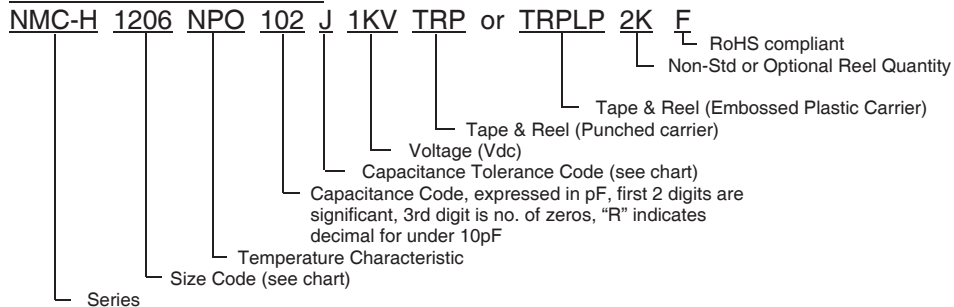 NMC-H 1206 NPO 102 J 1KV TRP or TRPLP 2K F
RoHS compliant
Non-Std or Optional Reel Quantity
Tape & Reel (Embossed Plastic Carrier)
Tape & Reel (Punched carrier)
Voltage (Vdc)
Capacitance Tolerance Code (see chart)
Capacitance Code, expressed in pF, first 2 digits are
significant, 3rd digit is no. of zeros, “R” indicates
decimal for under 10pF
Temperature Characteristic
Size Code (see chart)
Series